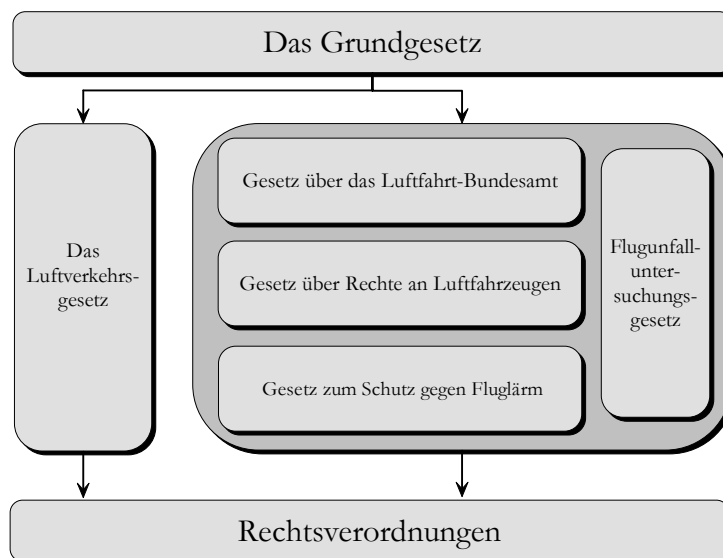 Das Grundgesetz
Das
Luftverkehrs-
gesetz
Gesetz über das Luftfahrt-Bundesamt
Gesetz über Rechte an Luftfahrzeugen
Gesetz zum Schutz gegen Fluglärm
Flugunfall-
unter-
suchungs-
gesetz
Rechtsverordnungen